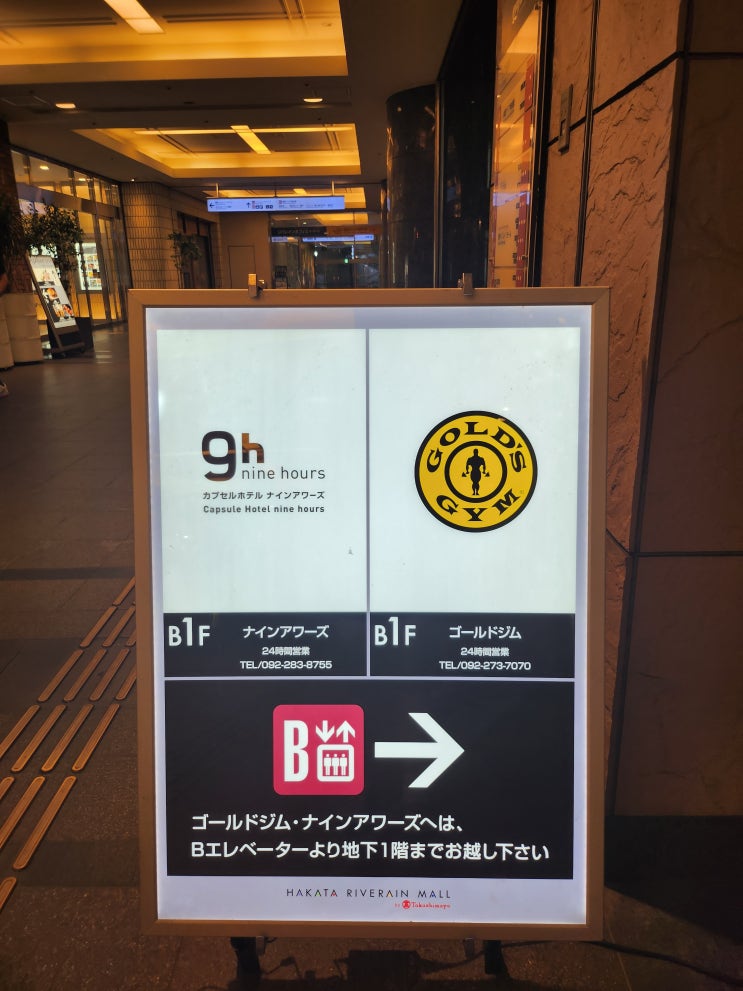 9h
nine hours
カプセルホテル ナインアワーズ
Capsule Hotel nine hours
GOLD'S
GYM
B1F
ナインアワーズ
24時間営業
TEL/092-283-8755
B1F
ゴールドジム
24時間営業
TEL/092-273-7070
B
ゴールドジム・ナインアワーズへは、
Bエレベーターより地下1階までお越し下さい
HAKATA RIVERAIN MALL
by Takashimaya